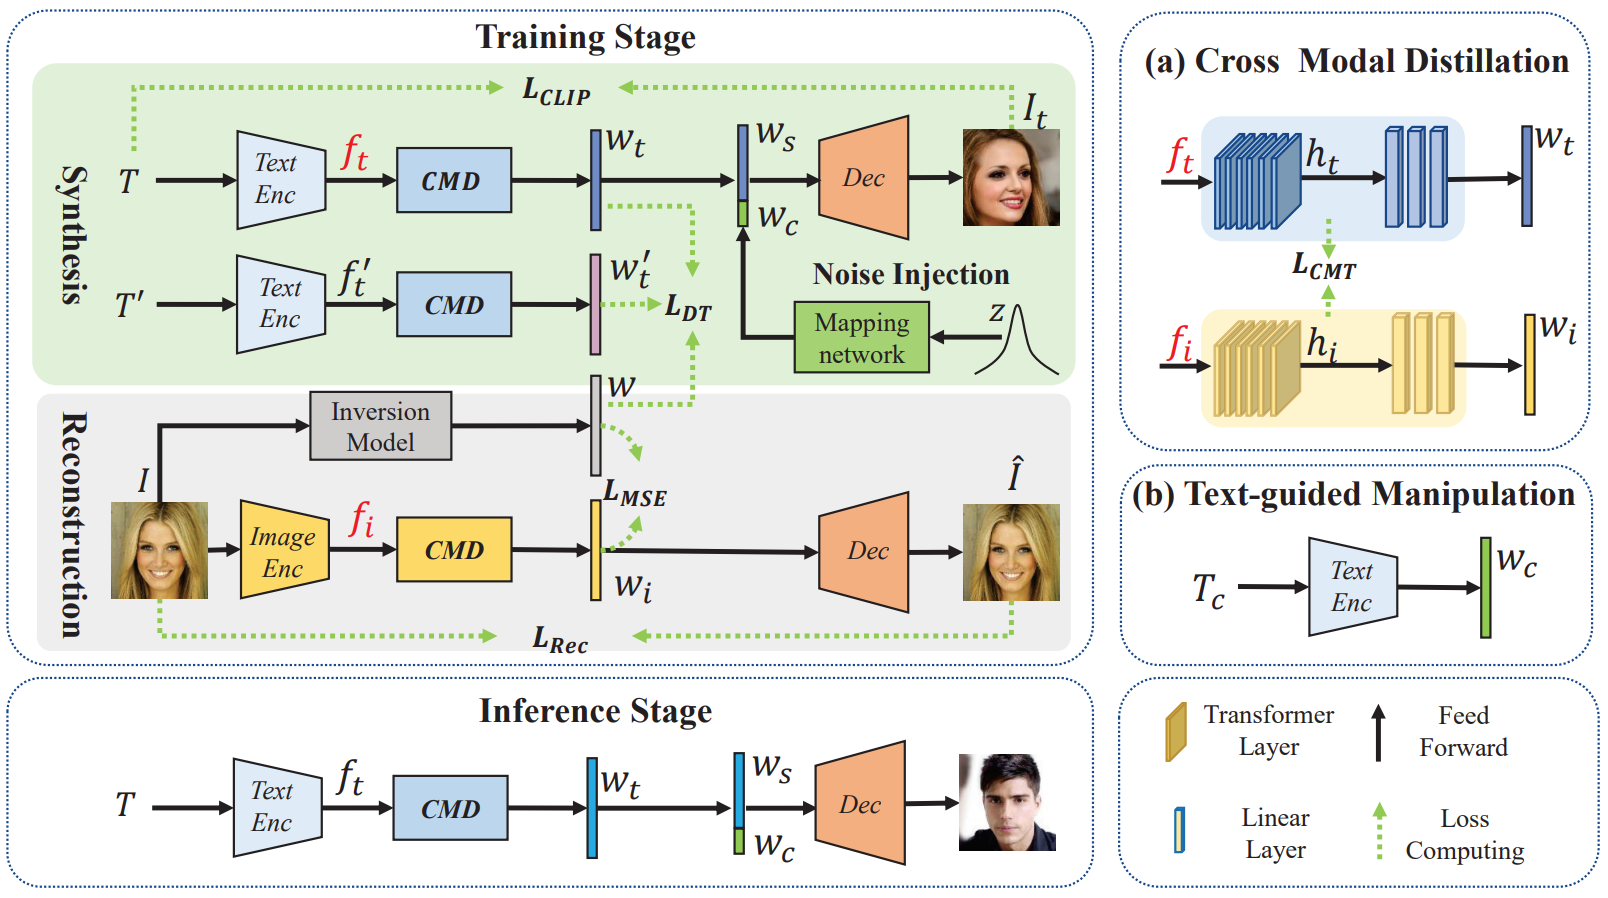 Training Stage
Synthesis
L_CLIP
T
Text
Enc
f_t
CMD
w_t
w_s
w_c
Dec
I_t
T′
Text
Enc
f_t′
CMD
w_t′
L_DT
Noise Injection
Mapping
network
z
Reconstruction
I
Inversion
Model
w
L_MSE
Image
Enc
f_i
CMD
w_i
Dec
Î
L_Rec
Inference Stage
T
Text
Enc
f_t
CMD
w_t
w_s
w_c
Dec
(a) Cross Modal Distillation
f_t
h_t
w_t
L_CMT
f_i
h_i
w_i
(b) Text-guided Manipulation
T_c
Text
Enc
w_c
Transformer
Layer
Feed
Forward
Linear
Layer
Loss
Computing